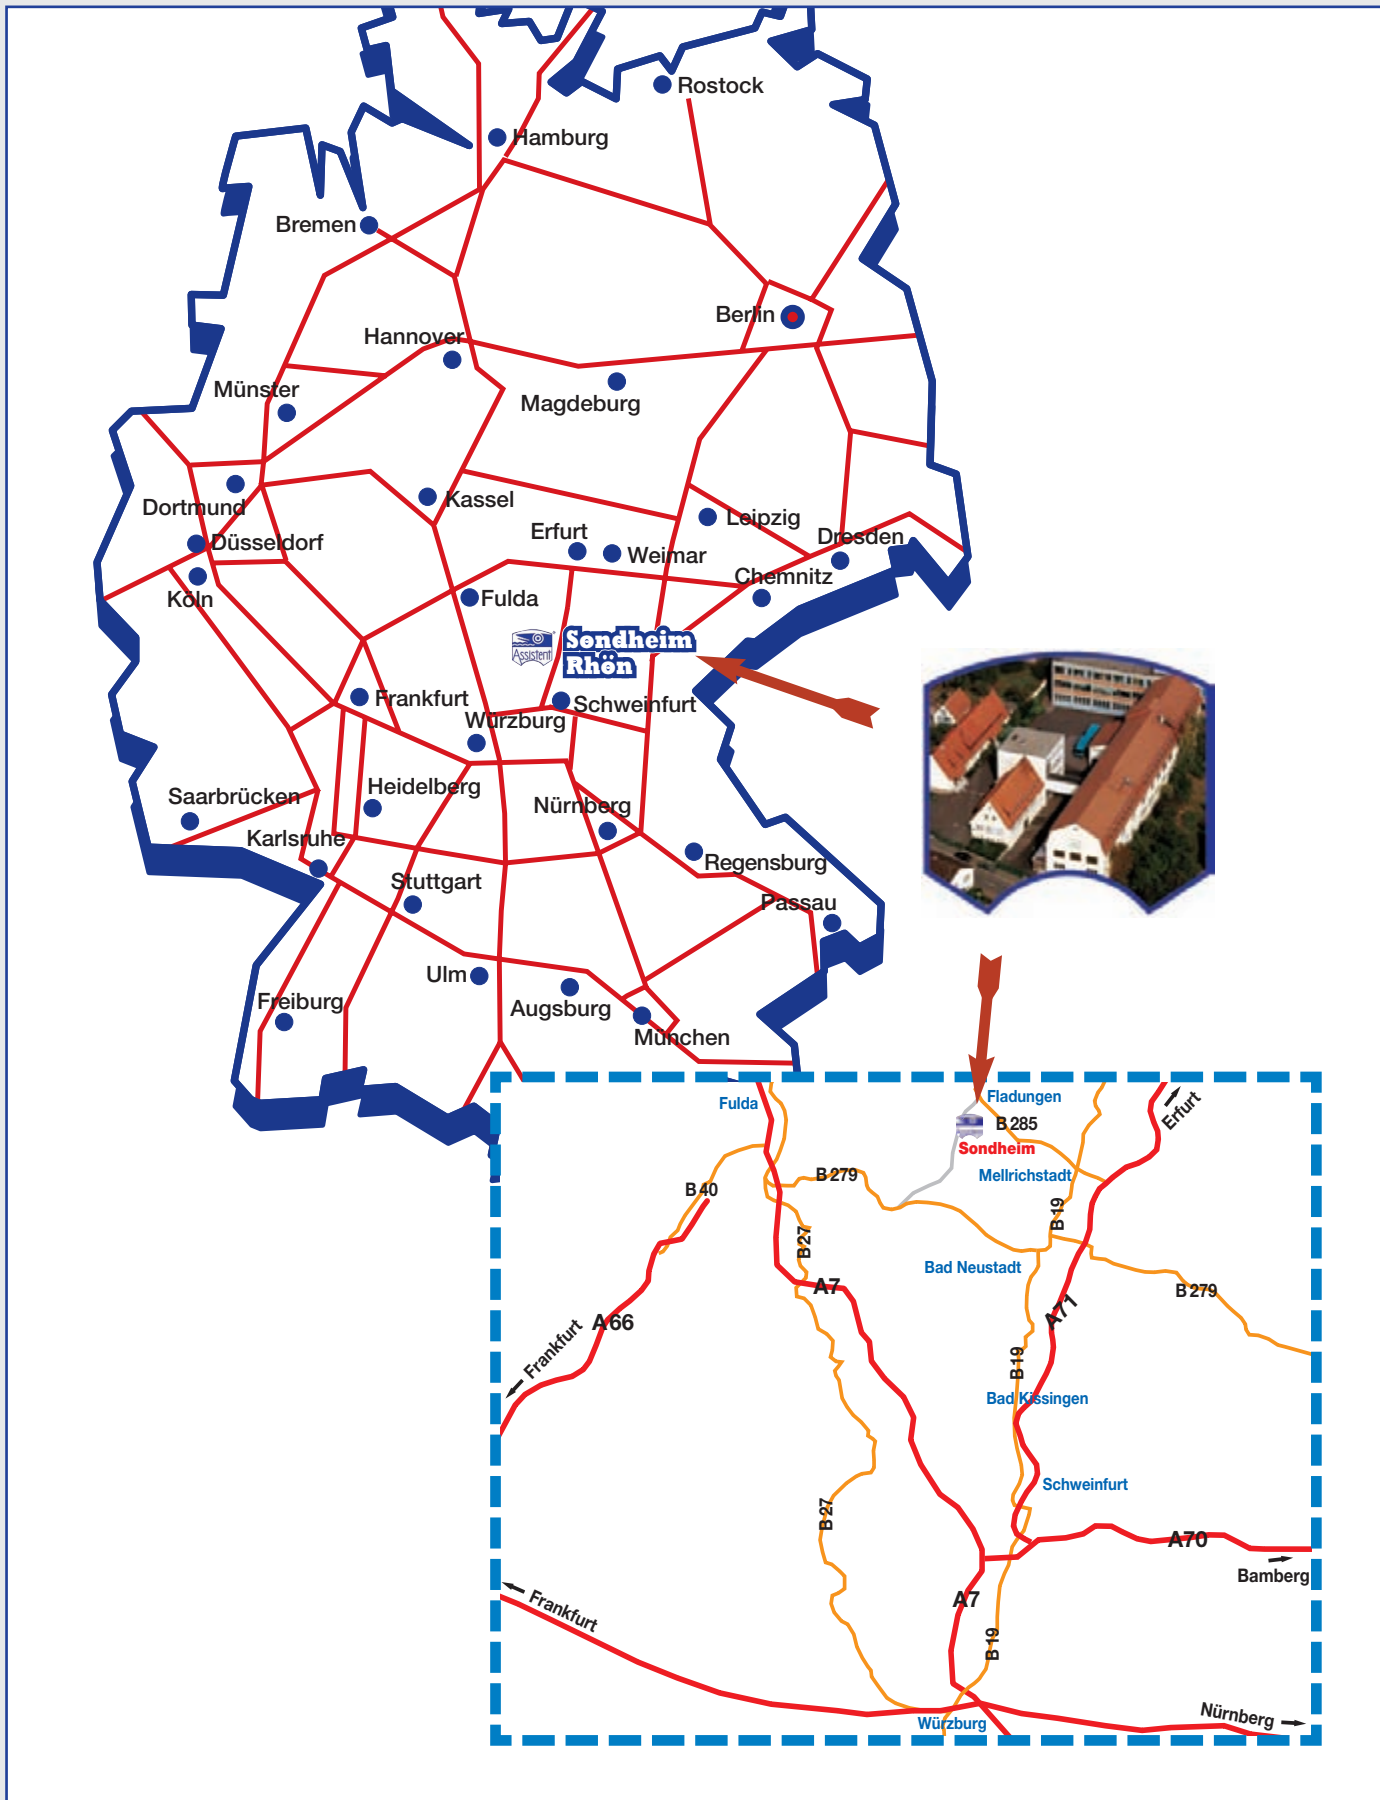 Rostock
Hamburg
Bremen
Berlin
Hannover
Münster
Magdeburg
Kassel
Dortmund
Leipzig
Erfurt
Dresden
Düsseldorf
Weimar
Chemnitz
Köln
Fulda
Assistent
®
Sondheim
Rhön
Frankfurt
Schweinfurt
Würzburg
Heidelberg
Saarbrücken
Nürnberg
Karlsruhe
Regensburg
Stuttgart
Passau
Ulm
Augsburg
Freiburg
München
Fulda
Fladungen
Erfurt
B 285
Sondheim
Mellrichstadt
B 279
B 40
B 19
B 27
Bad Neustadt
A7
B 279
A71
A 66
Frankfurt
B 19
Bad Kissingen
Schweinfurt
B 27
A70
Bamberg
A7
Frankfurt
B 19
Nürnberg
Würzburg